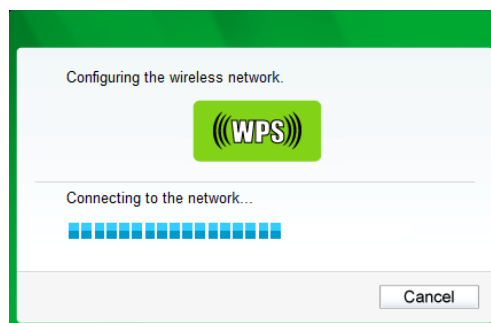 Configuring the wireless network.
(((WPS)))
Connecting to the network...
Cancel